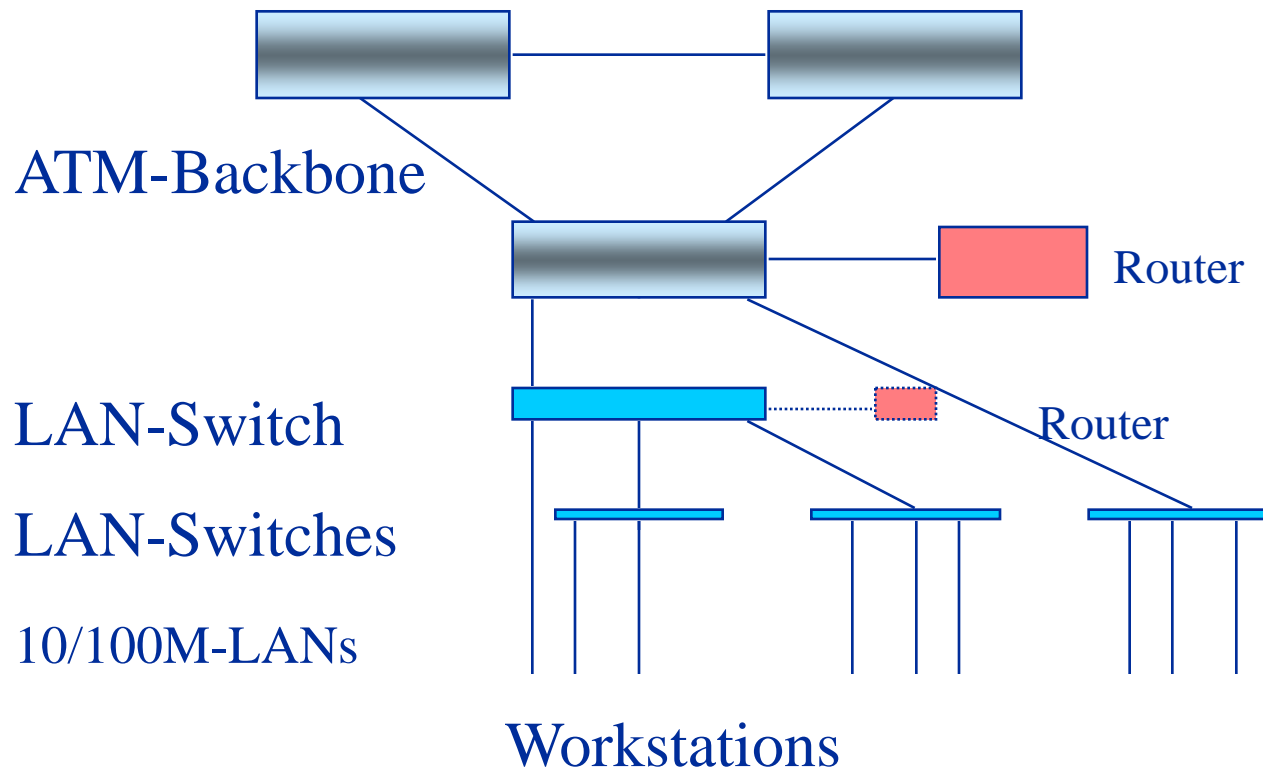 ATM-Backbone
Router
LAN-Switch
Router
LAN-Switches
10/100M-LANs
Workstations